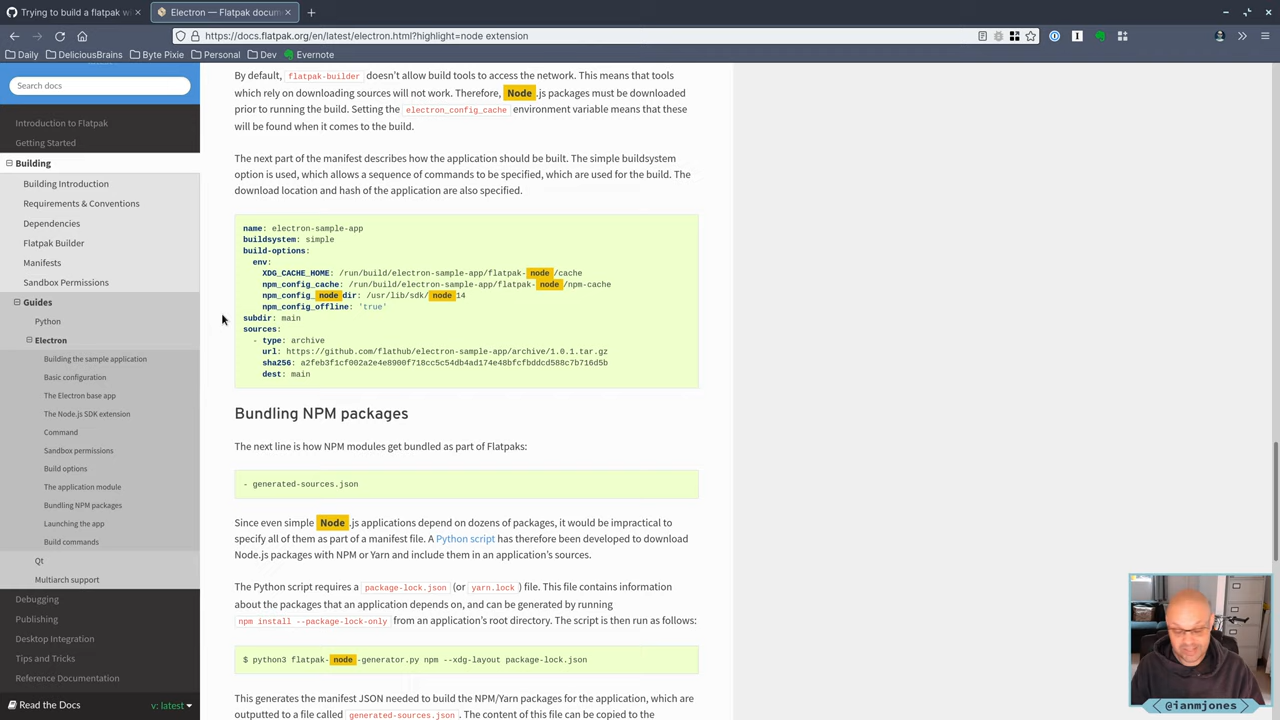 Trying to build a flatpak wi
Electron — Flatpak docum
https://docs.flatpak.org/en/latest/electron.html?highlight=node extension
Daily
DeliciousBrains
Byte Pixie
Personal
Dev
Evernote
Search docs
Introduction to Flatpak
Getting Started
Building
Building Introduction
Requirements & Conventions
Dependencies
Flatpak Builder
Manifests
Sandbox Permissions
Guides
Python
Electron
Building the sample application
Basic configuration
The Electron base app
The Node.js SDK extension
Command
Sandbox permissions
Build options
The application module
Bundling NPM packages
Launching the app
Build commands
Qt
Multiarch support
Debugging
Publishing
Desktop Integration
Tips and Tricks
Reference Documentation
Read the Docs
v: latest
By default, flatpak-builder doesn't allow build tools to access the network. This means that tools
which rely on downloading sources will not work. Therefore, Node.js packages must be downloaded
prior to running the build. Setting the electron_config_cache environment variable means that these
will be found when it comes to the build.
The next part of the manifest describes how the application should be built. The simple buildsystem
option is used, which allows a sequence of commands to be specified, which are used for the build. The
download location and hash of the application are also specified.
name: electron-sample-app
buildsystem: simple
build-options:
env:
XDG_CACHE_HOME: /run/build/electron-sample-app/flatpak-node/cache
npm_config_cache: /run/build/electron-sample-app/flatpak-node/npm-cache
npm_config_nodedir: /usr/lib/sdk/node14
npm_config_offline: 'true'
subdir: main
sources:
- type: archive
url: https://github.com/flathub/electron-sample-app/archive/1.0.1.tar.gz
sha256: a2feb3f1cf002a2e4e8900f718cc5c54db4ad174e48bfcfbddcd588c7b716d5b
dest: main
Bundling NPM packages
The next line is how NPM modules get bundled as part of Flatpaks:
- generated-sources.json
Since even simple Node.js applications depend on dozens of packages, it would be impractical to
specify all of them as part of a manifest file. A Python script has therefore been developed to download
Node.js packages with NPM or Yarn and include them in an application's sources.
The Python script requires a package-lock.json (or yarn.lock) file. This file contains information
about the packages that an application depends on, and can be generated by running
npm install --package-lock-only from an application's root directory. The script is then run as follows:
$ python3 flatpak-node-generator.py npm --xdg-layout package-lock.json
This generates the manifest JSON needed to build the NPM/Yarn packages for the application, which are
outputted to a file called generated-sources.json. The content of this file can be copied to the
@ianmjones